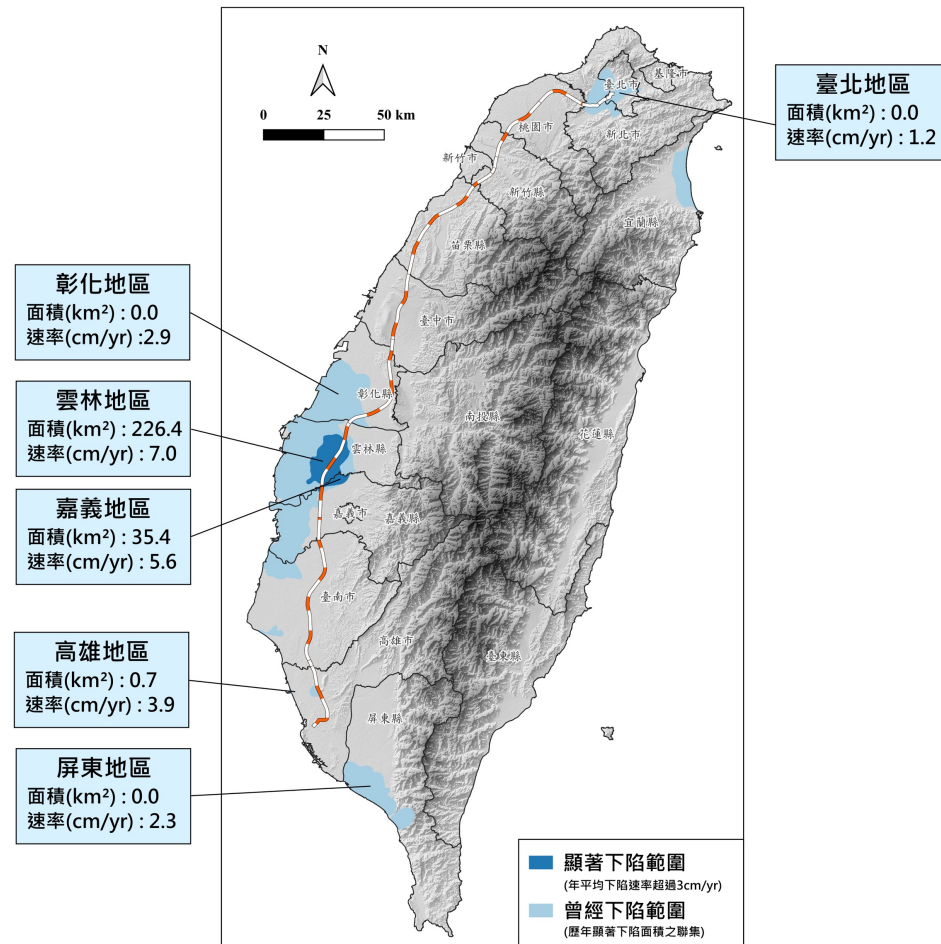 N
0 25 50 km
臺北地區
面積(km²) : 0.0
速率(cm/yr) : 1.2
基隆市
臺北市
桃園市
新北市
新竹市
新竹縣
宜蘭縣
苗栗縣
彰化地區
面積(km²) : 0.0
速率(cm/yr) :2.9
臺中市
雲林地區
面積(km²) : 226.4
速率(cm/yr) : 7.0
彰化縣
南投縣
花蓮縣
雲林縣
嘉義地區
面積(km²) : 35.4
速率(cm/yr) : 5.6
嘉義市
嘉義縣
臺南市
高雄地區
面積(km²) : 0.7
速率(cm/yr) : 3.9
高雄市
臺東縣
屏東縣
屏東地區
面積(km²) : 0.0
速率(cm/yr) : 2.3
顯著下陷範圍
(年平均下陷速率超過3cm/yr)
曾經下陷範圍
(歷年顯著下陷面積之聯集)